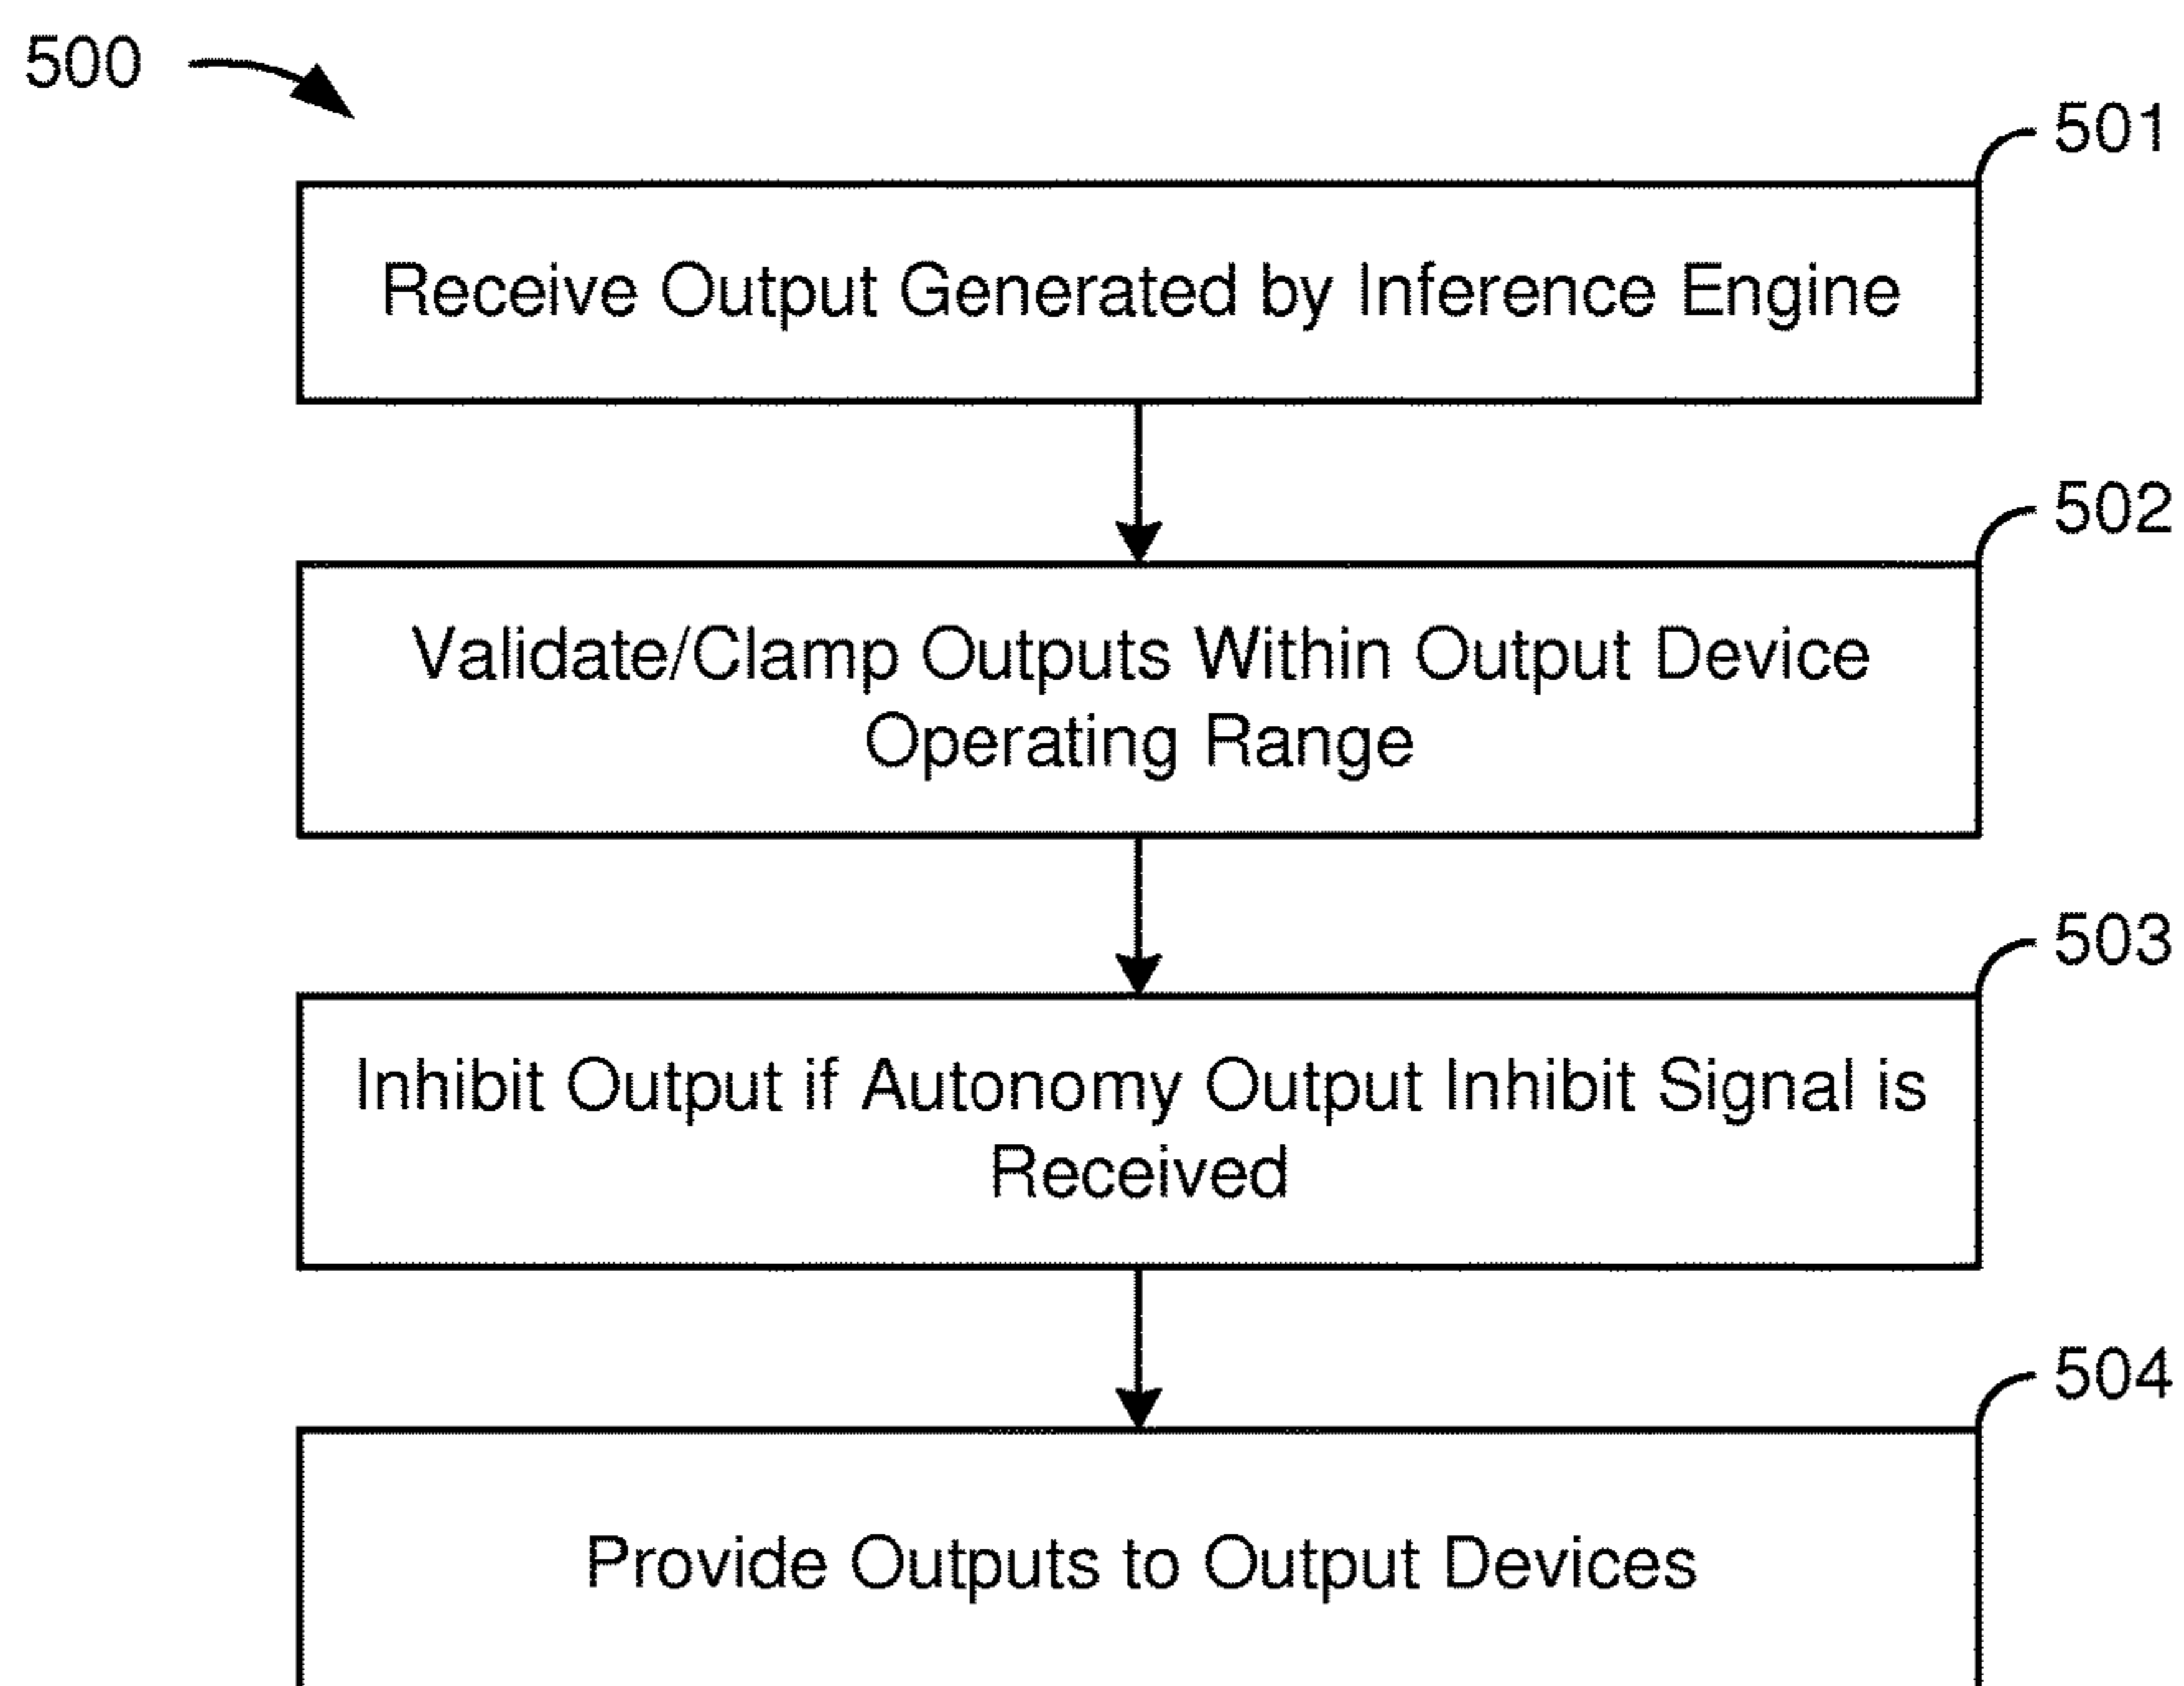 500
501
Receive Output Generated by Inference Engine
502
Validate/Clamp Outputs Within Output Device
Operating Range
503
Inhibit Output if Autonomy Output Inhibit Signal is
Received
504
Provide Outputs to Output Devices